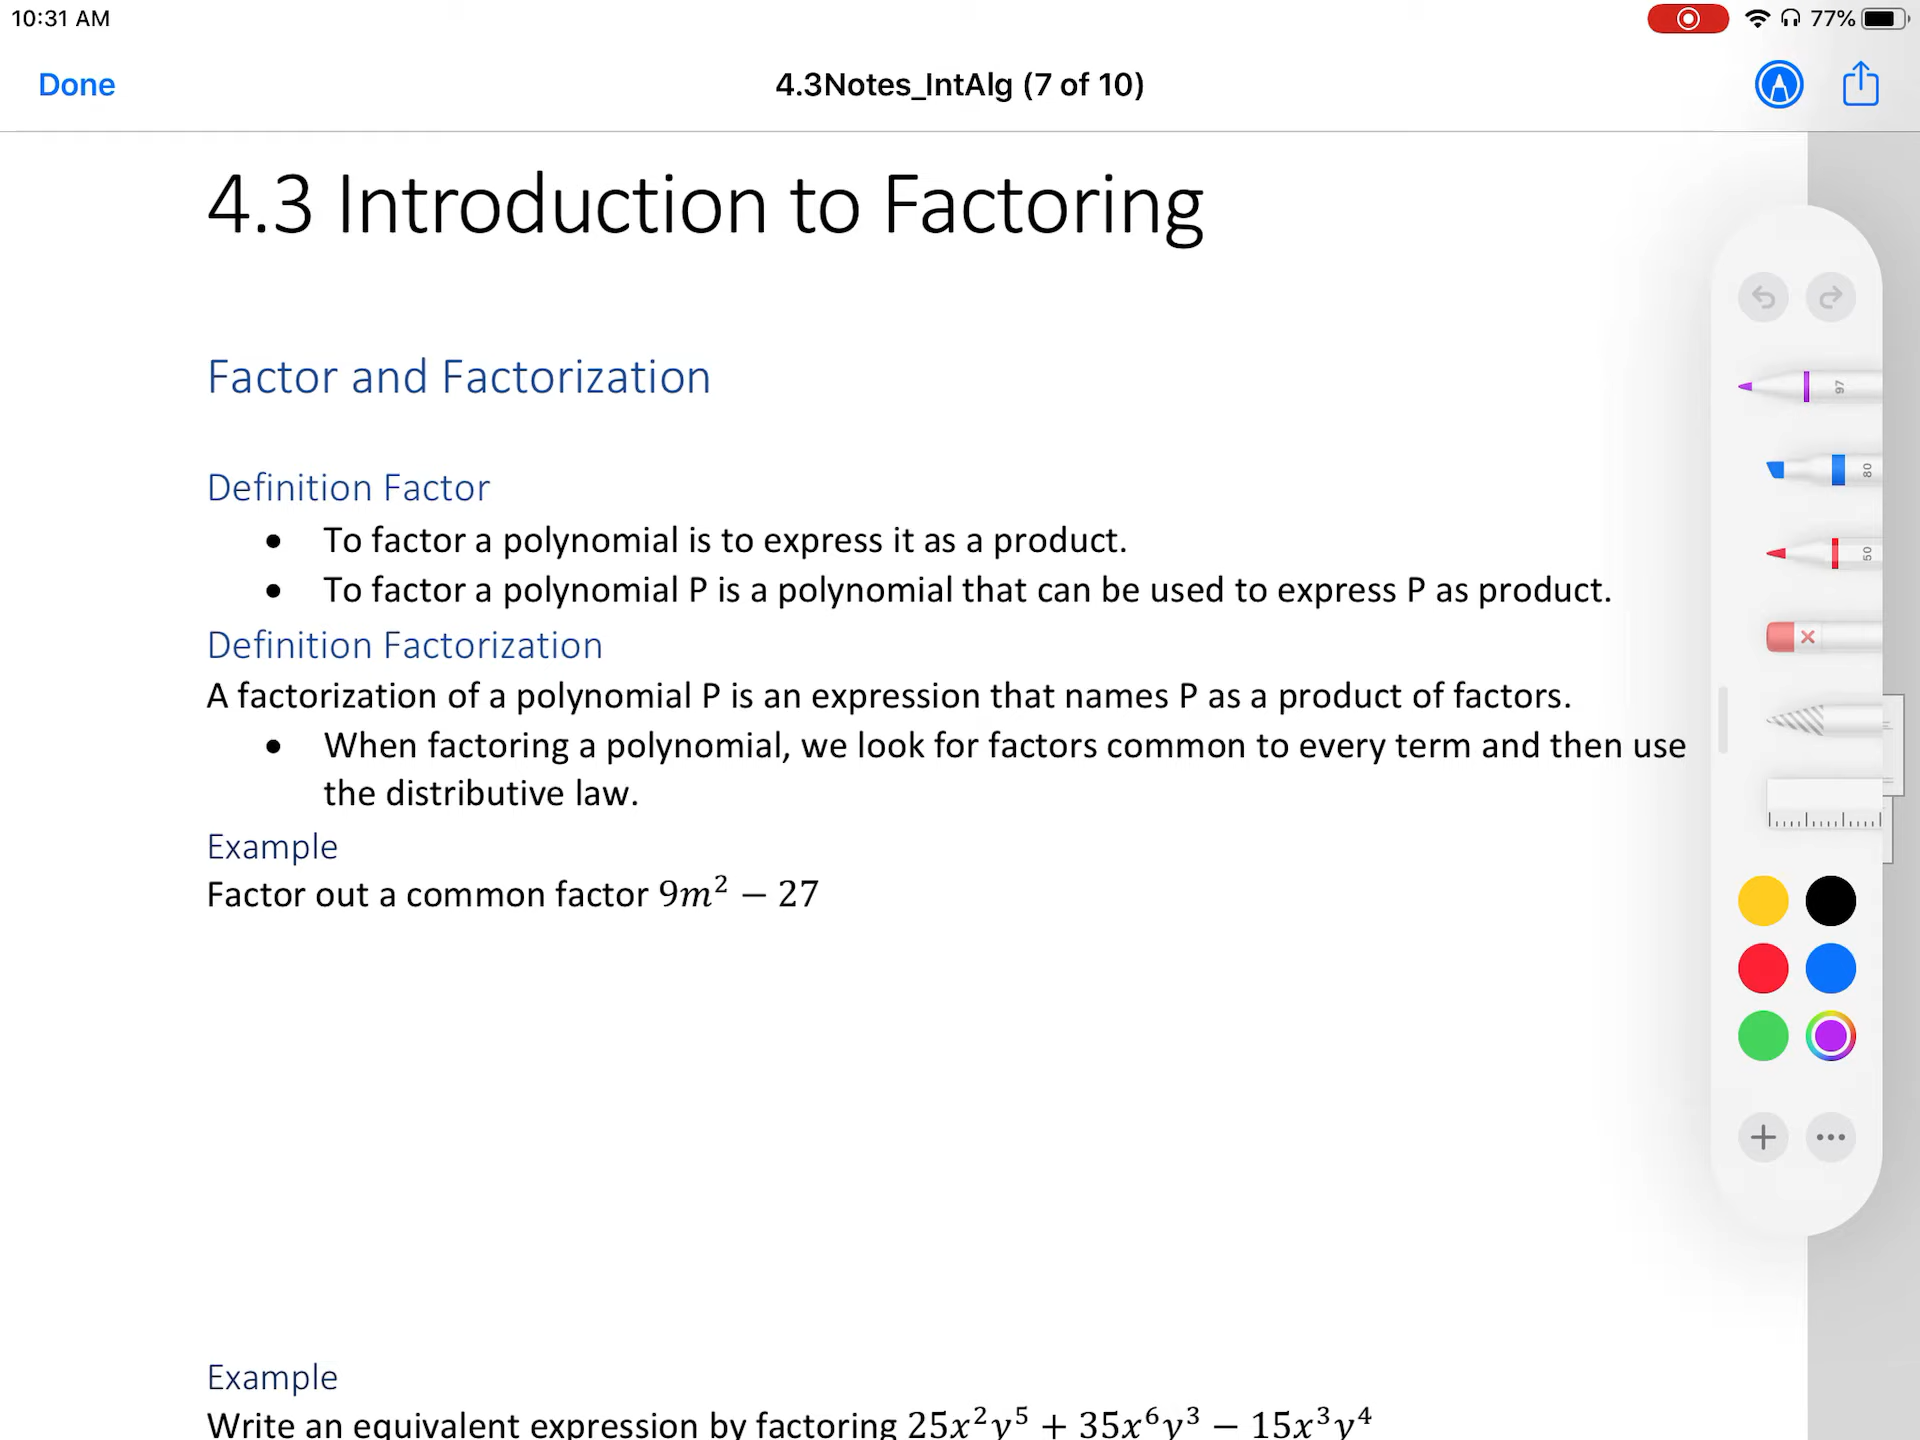 10:31 AM
77%
Done
4.3Notes_IntAlg (7 of 10)
4.3 Introduction to Factoring
Factor and Factorization
97
Definition Factor
80
• To factor a polynomial is to express it as a product.
50
• To factor a polynomial P is a polynomial that can be used to express P as product.
Definition Factorization
A factorization of a polynomial P is an expression that names P as a product of factors.
• When factoring a polynomial, we look for factors common to every term and then use
the distributive law.
Example
Factor out a common factor 9m² − 27
Example
Write an equivalent expression by factoring 25x²y⁵ + 35x⁶y³ − 15x³y⁴